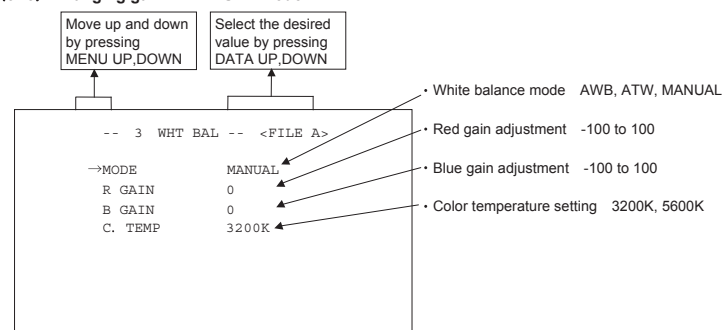 Move up and down
by pressing
MENU UP,DOWN
Select the desired
value by pressing
DATA UP,DOWN
-- 3 WHT BAL -- <FILE A>
→MODE MANUAL
R GAIN 0
B GAIN 0
C. TEMP 3200K
・White balance mode AWB, ATW, MANUAL
・Red gain adjustment -100 to 100
・Blue gain adjustment -100 to 100
・Color temperature setting 3200K, 5600K